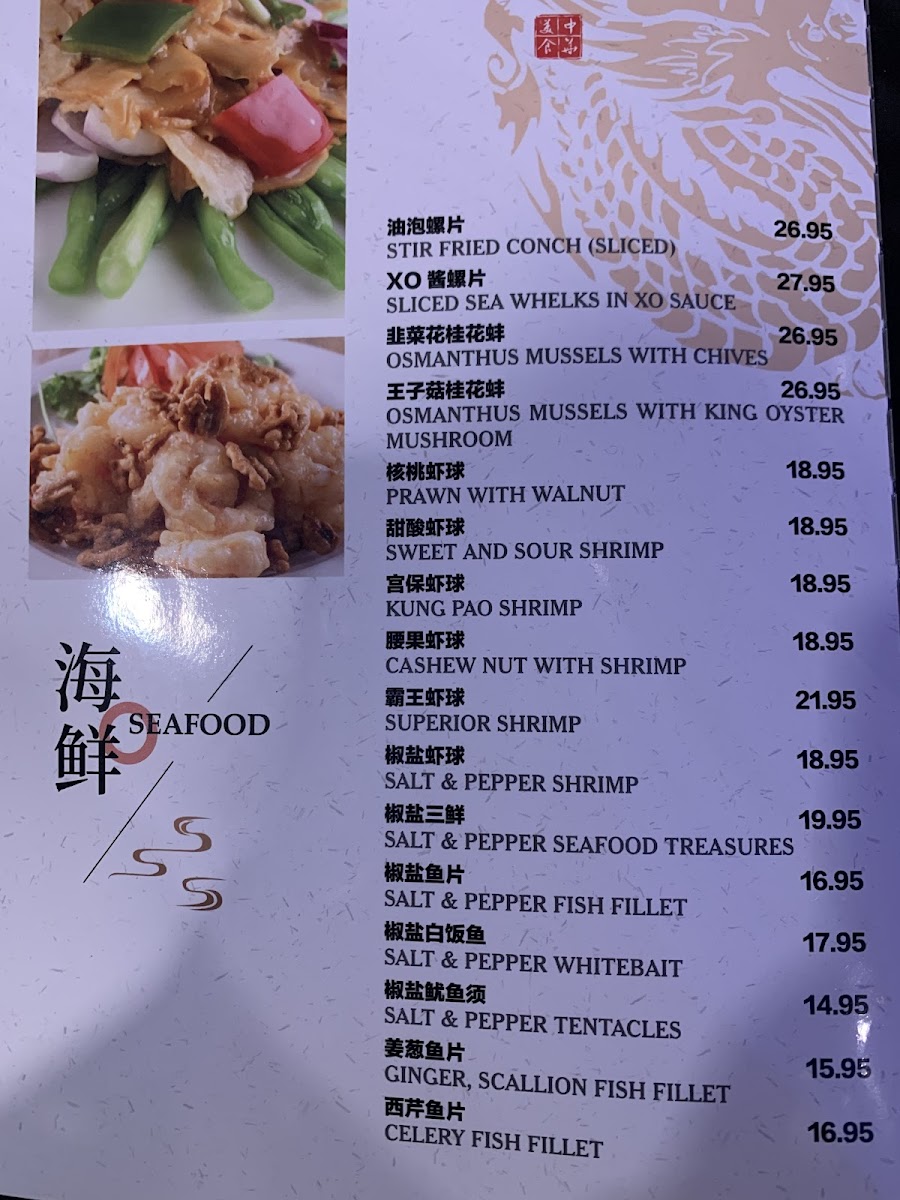 中华
美食
油泡螺片 26.95
STIR FRIED CONCH (SLICED)
XO 酱螺片 27.95
SLICED SEA WHELKS IN XO SAUCE
韭菜花桂花蚌 26.95
OSMANTHUS MUSSELS WITH CHIVES
王子菇桂花蚌 26.95
OSMANTHUS MUSSELS WITH KING OYSTER
MUSHROOM
核桃虾球 18.95
PRAWN WITH WALNUT
甜酸虾球 18.95
SWEET AND SOUR SHRIMP
宫保虾球 18.95
KUNG PAO SHRIMP
腰果虾球 18.95
CASHEW NUT WITH SHRIMP
霸王虾球 21.95
SUPERIOR SHRIMP
椒盐虾球 18.95
SALT & PEPPER SHRIMP
椒盐三鲜 19.95
SALT & PEPPER SEAFOOD TREASURES
椒盐鱼片 16.95
SALT & PEPPER FISH FILLET
椒盐白饭鱼 17.95
SALT & PEPPER WHITEBAIT
椒盐鱿鱼须 14.95
SALT & PEPPER TENTACLES
姜葱鱼片 15.95
GINGER, SCALLION FISH FILLET
西芹鱼片 16.95
CELERY FISH FILLET
海鲜
SEAFOOD